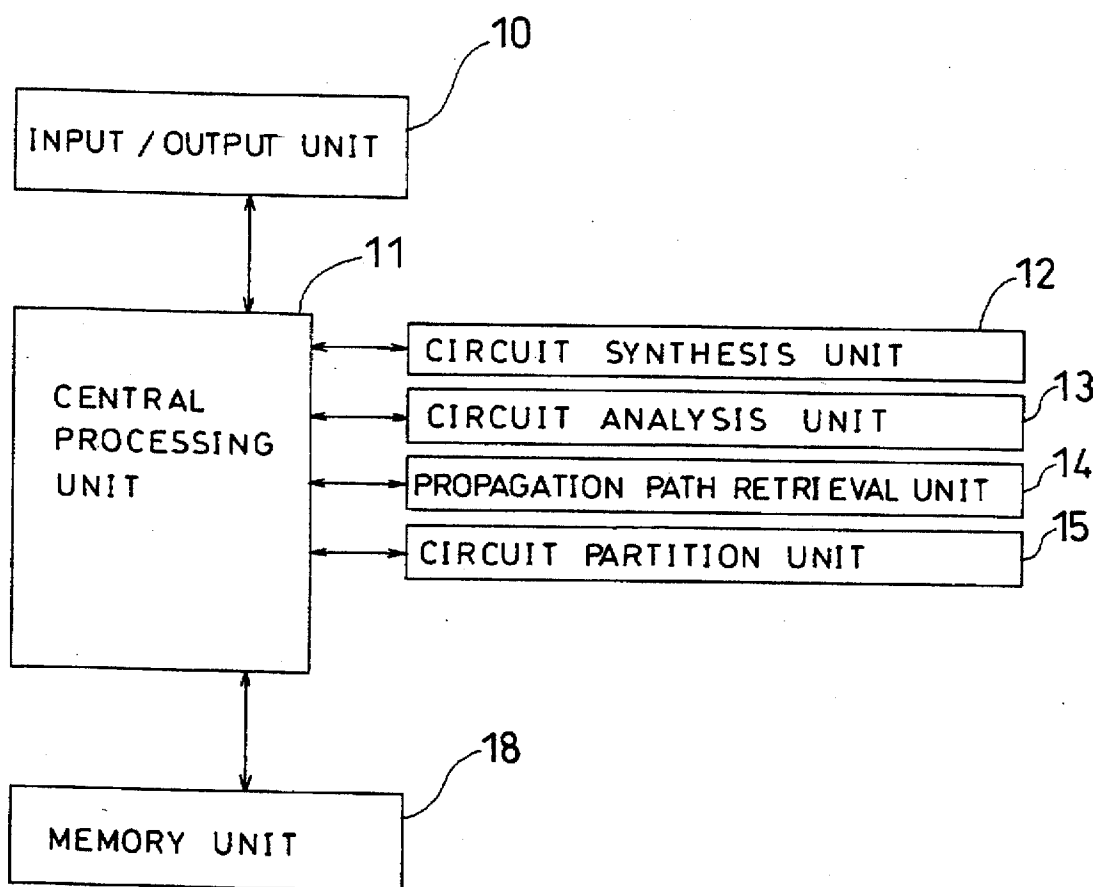 10
INPUT / OUTPUT UNIT
11
CENTRAL
PROCESSING
UNIT
12
CIRCUIT SYNTHESIS UNIT
13
CIRCUIT ANALYSIS UNIT
14
PROPAGATION PATH RETRIEVAL UNIT
15
CIRCUIT PARTITION UNIT
18
MEMORY UNIT